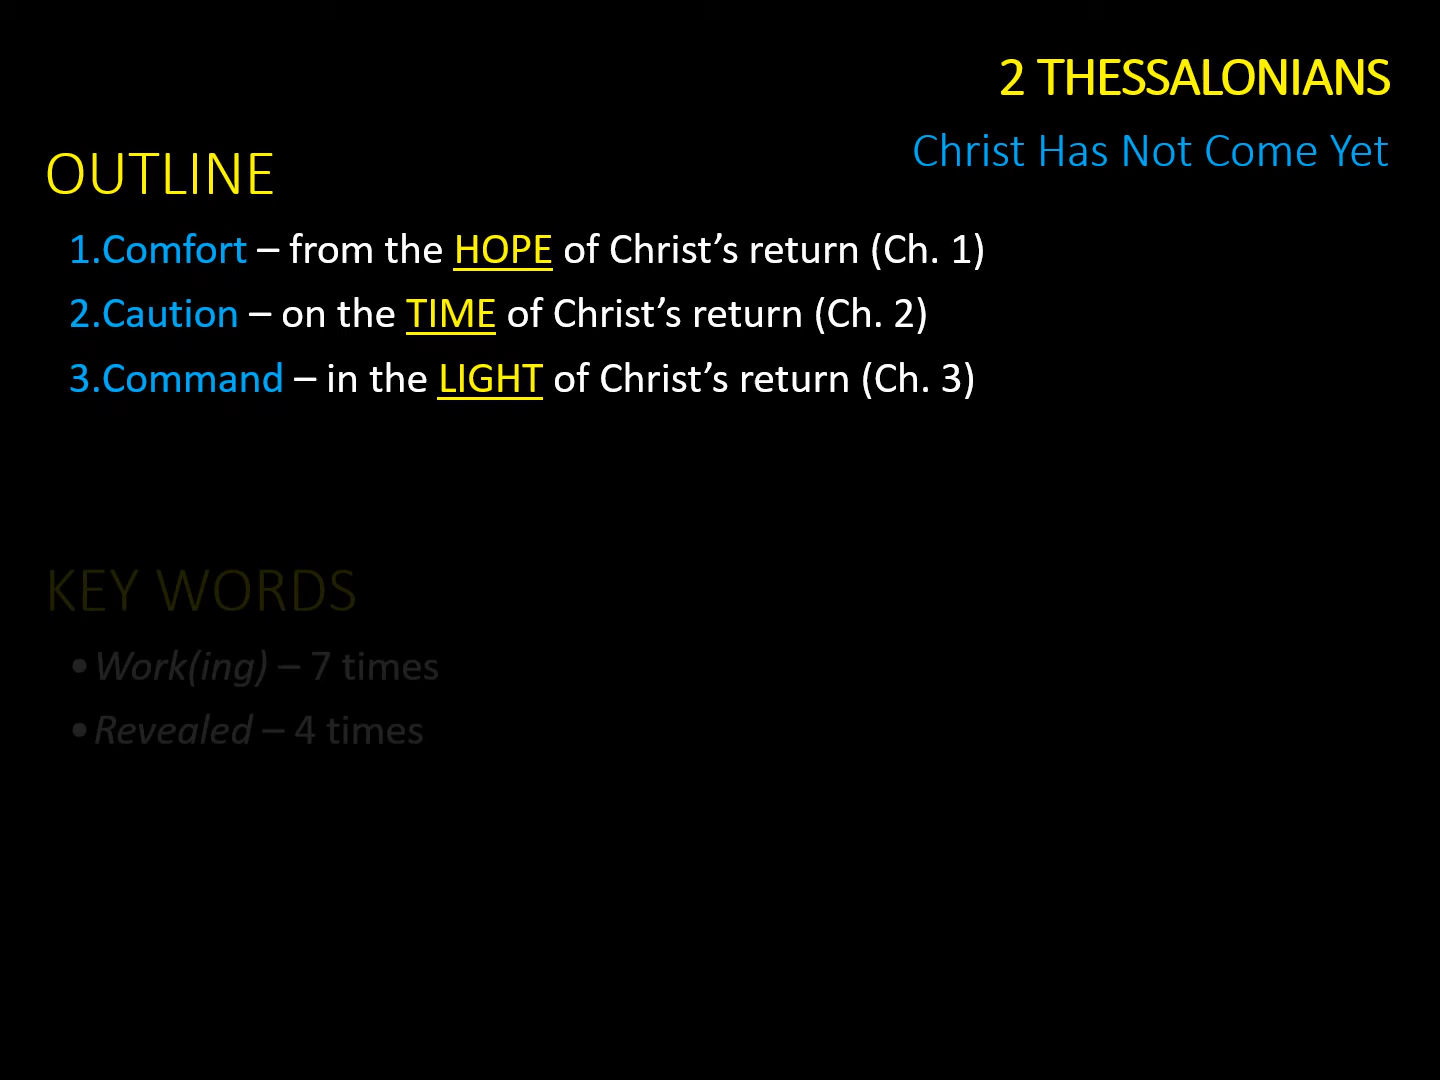 2 THESSALONIANS
Christ Has Not Come Yet
OUTLINE
1.Comfort – from the HOPE of Christ’s return (Ch. 1)
2.Caution – on the TIME of Christ’s return (Ch. 2)
3.Command – in the LIGHT of Christ’s return (Ch. 3)
KEY WORDS
•Work(ing) – 7 times
•Revealed – 4 times